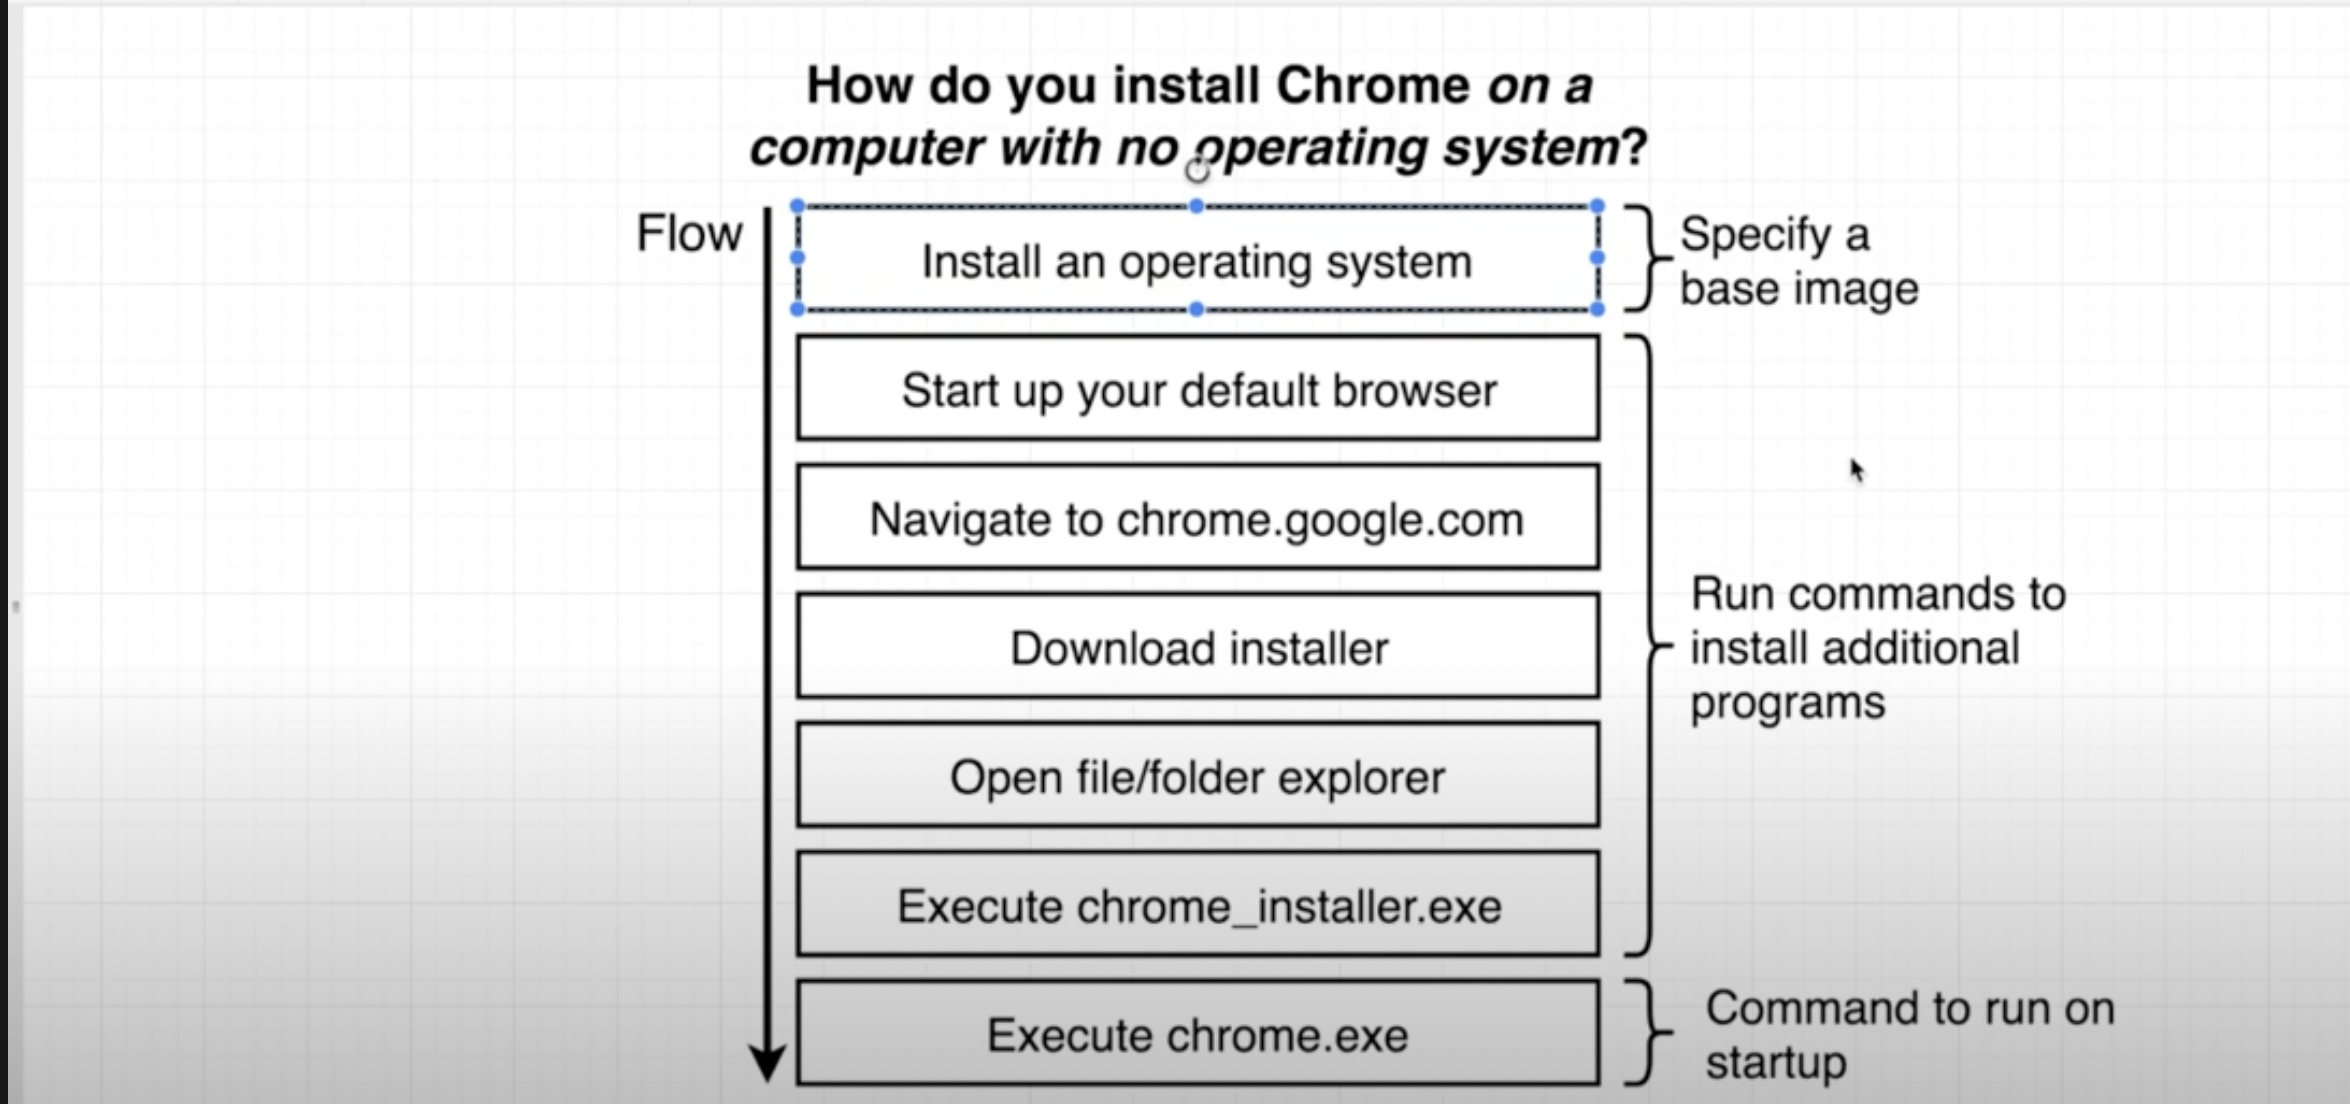 How do you install Chrome on a
computer with no operating system?
Flow
Install an operating system
Specify a
base image
Start up your default browser
Navigate to chrome.google.com
Download installer
Run commands to
install additional
programs
Open file/folder explorer
Execute chrome_installer.exe
Execute chrome.exe
Command to run on
startup